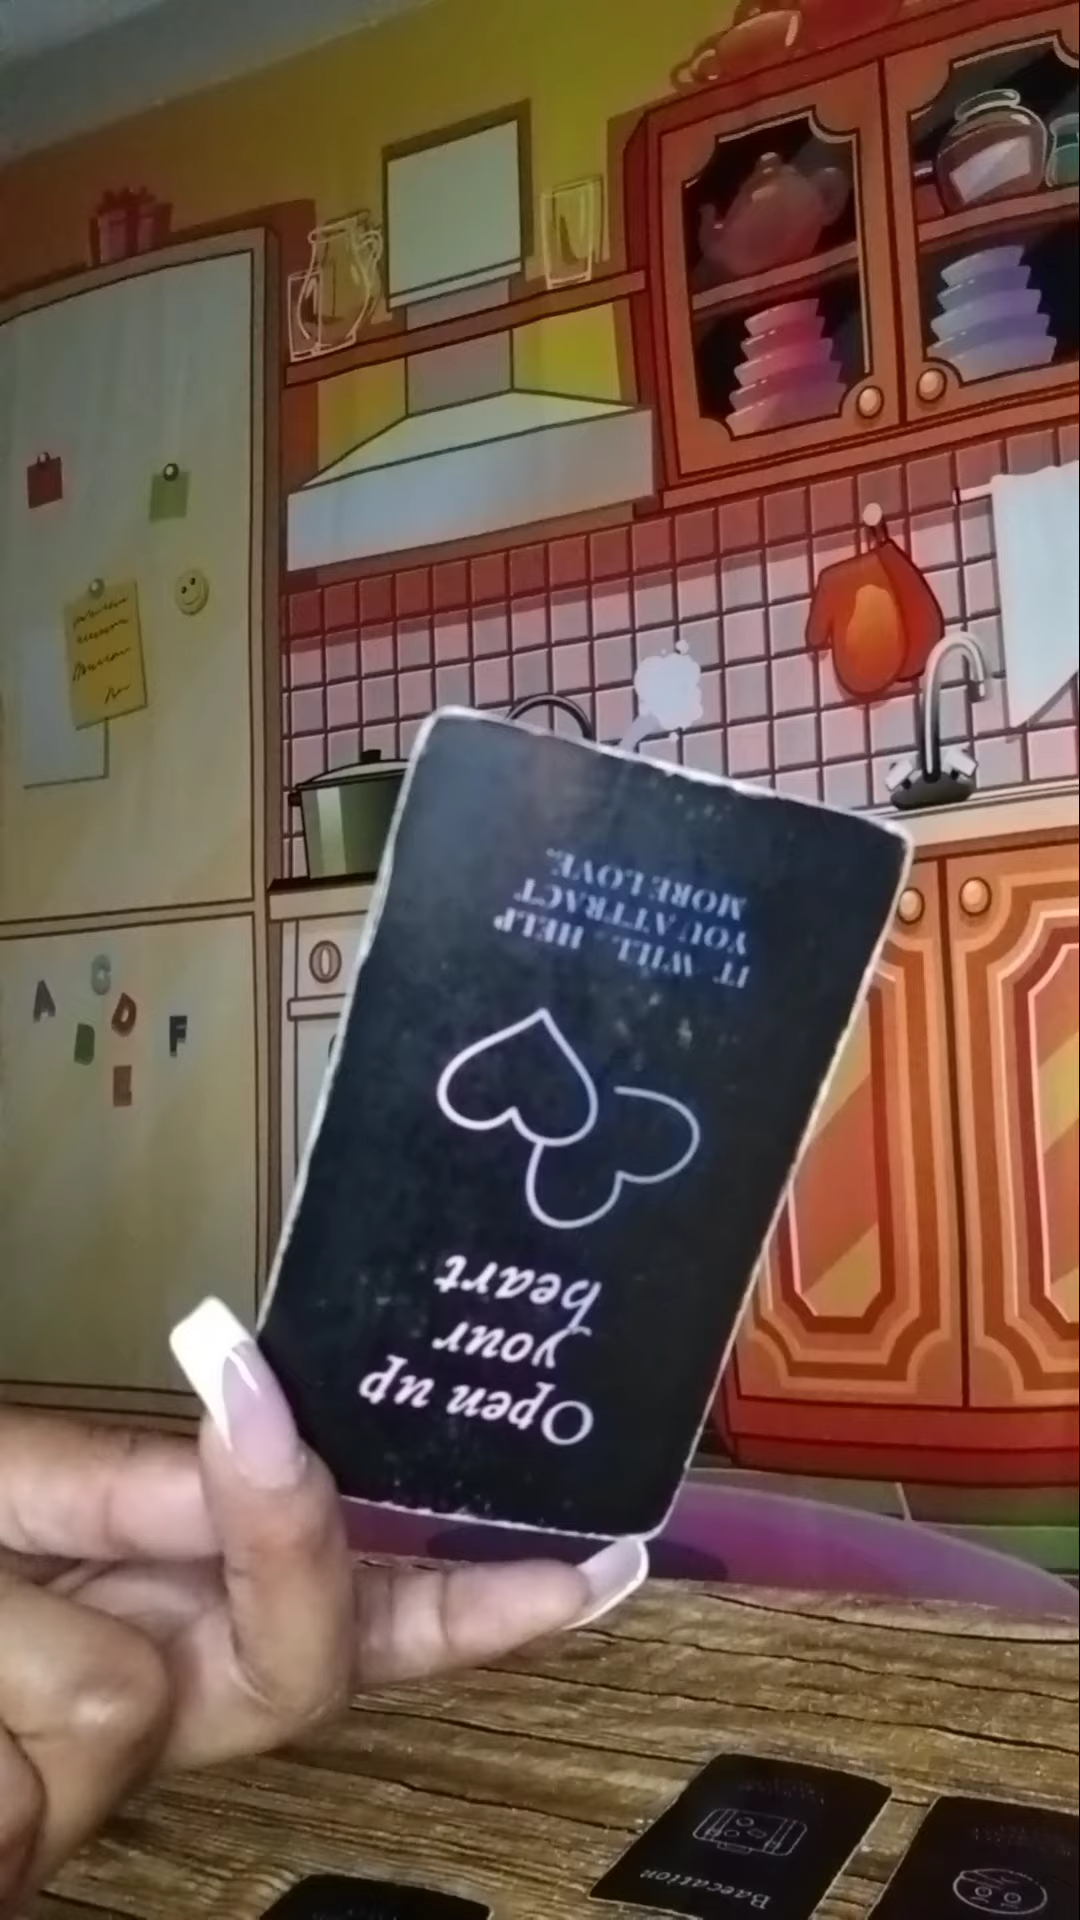 Open up
your
heart
IT WILL HELP
YOU ATTRACT
MORE LOVE.
Baecation
A
C
D
B
E
F